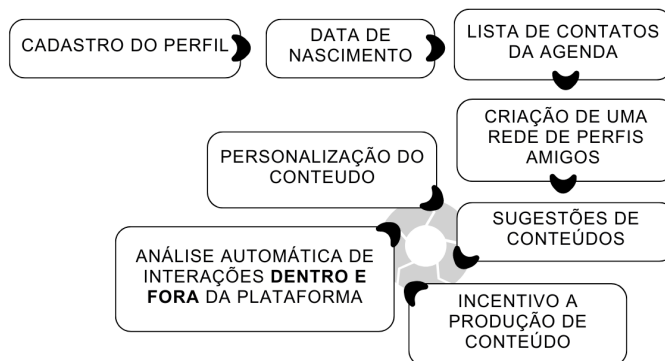 CADASTRO DO PERFIL
DATA DE
NASCIMENTO
LISTA DE CONTATOS
DA AGENDA
CRIAÇÃO DE UMA
REDE DE PERFIS
AMIGOS
SUGESTÕES DE
CONTEÚDOS
INCENTIVO A
PRODUÇÃO DE
CONTEÚDO
ANÁLISE AUTOMÁTICA DE
INTERAÇÕES DENTRO E
FORA DA PLATAFORMA
PERSONALIZAÇÃO DO
CONTEUDO